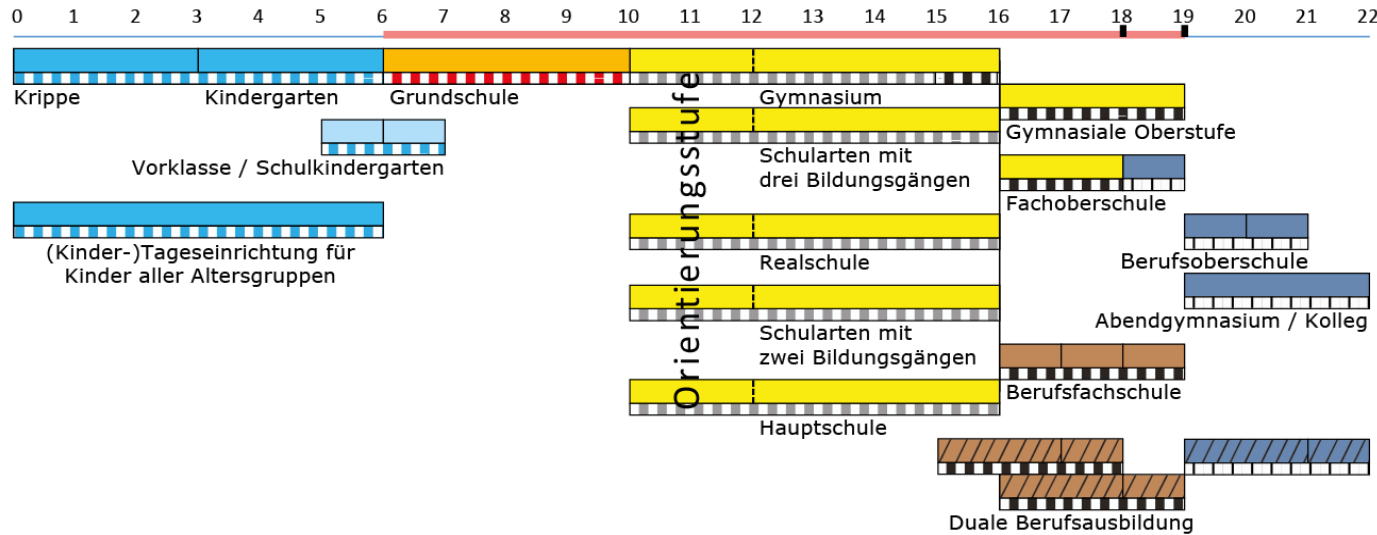 0 1 2 3 4 5 6 7 8 9 10 11 12 13 14 15 16 17 18 19 20 21 22
Krippe
Kindergarten
Grundschule
Orientierungsstufe
Gymnasium
Gymnasiale Oberstufe
Vorklasse / Schulkindergarten
Schularten mit
drei Bildungsgängen
Fachoberschule
(Kinder-)Tageseinrichtung für
Kinder aller Altersgruppen
Realschule
Berufsoberschule
Schularten mit
zwei Bildungsgängen
Abendgymnasium / Kolleg
Berufsfachschule
Hauptschule
Duale Berufsausbildung